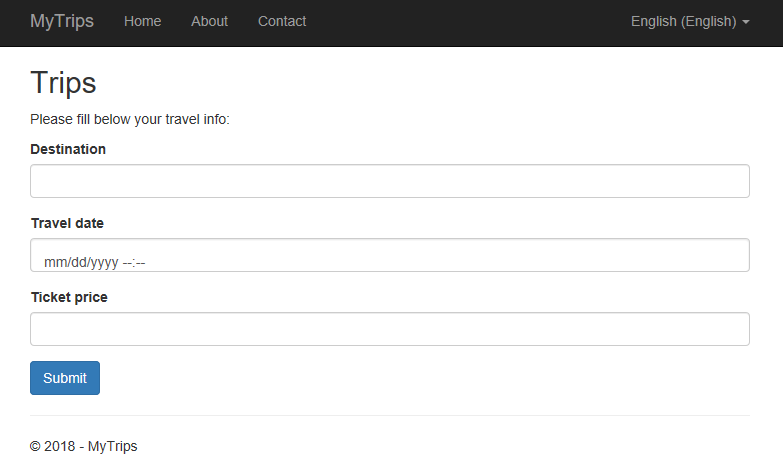 MyTrips Home About Contact English (English)
Trips
Please fill below your travel info:
Destination
Travel date
mm/dd/yyyy --:--
Ticket price
Submit
© 2018 - MyTrips